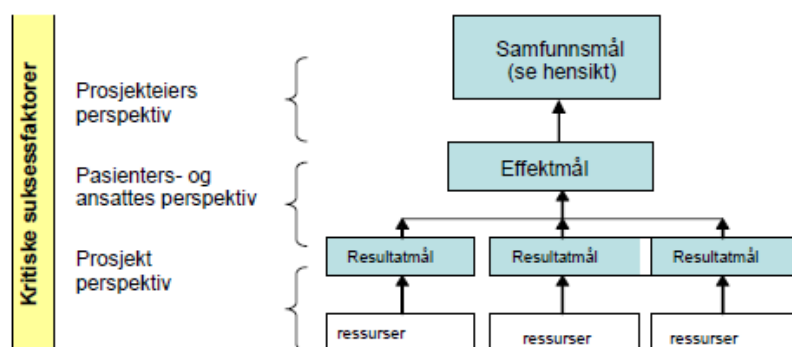 Kritiske suksessfaktorer
Samfunnsmål
(se hensikt)
Prosjekteiers
perspektiv
Effektmål
Pasienters- og
ansattes perspektiv
Resultatmål
Resultatmål
Resultatmål
Prosjekt
perspektiv
ressurser
ressurser
ressurser